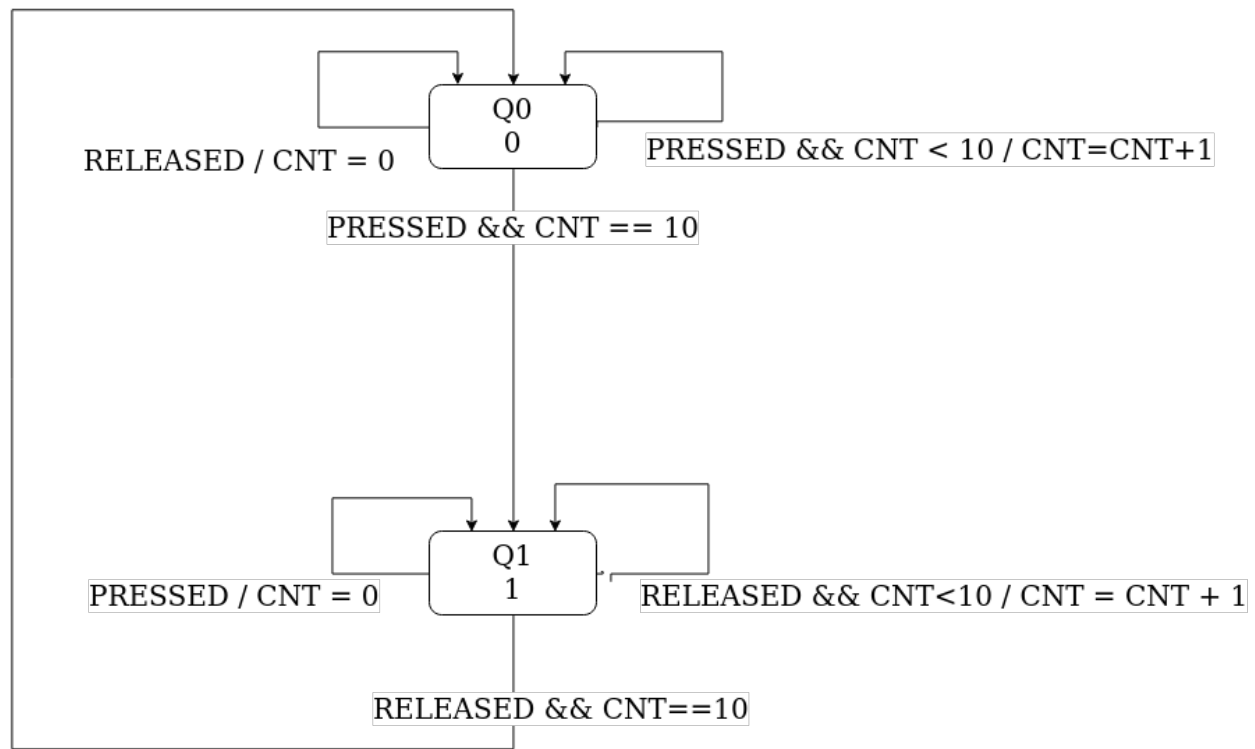 Q0
0
RELEASED / CNT = 0
PRESSED && CNT < 10 / CNT=CNT+1
PRESSED && CNT == 10
Q1
1
PRESSED / CNT = 0
RELEASED && CNT<10 / CNT = CNT + 1
RELEASED && CNT==10